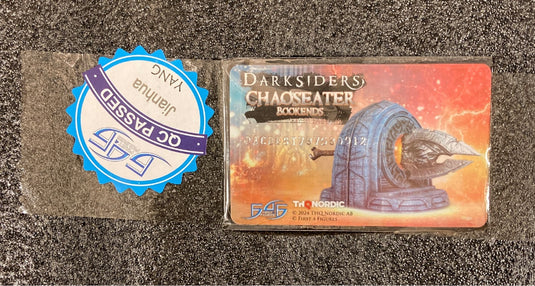 QC PASSED
Jianhua
YANG
F4F
DARKSIDERS
CHAOSEATER
BOOKENDS
THQ NORDIC
F4F
© 2024 THQ NORDIC AB
© FIRST 4 FIGURES